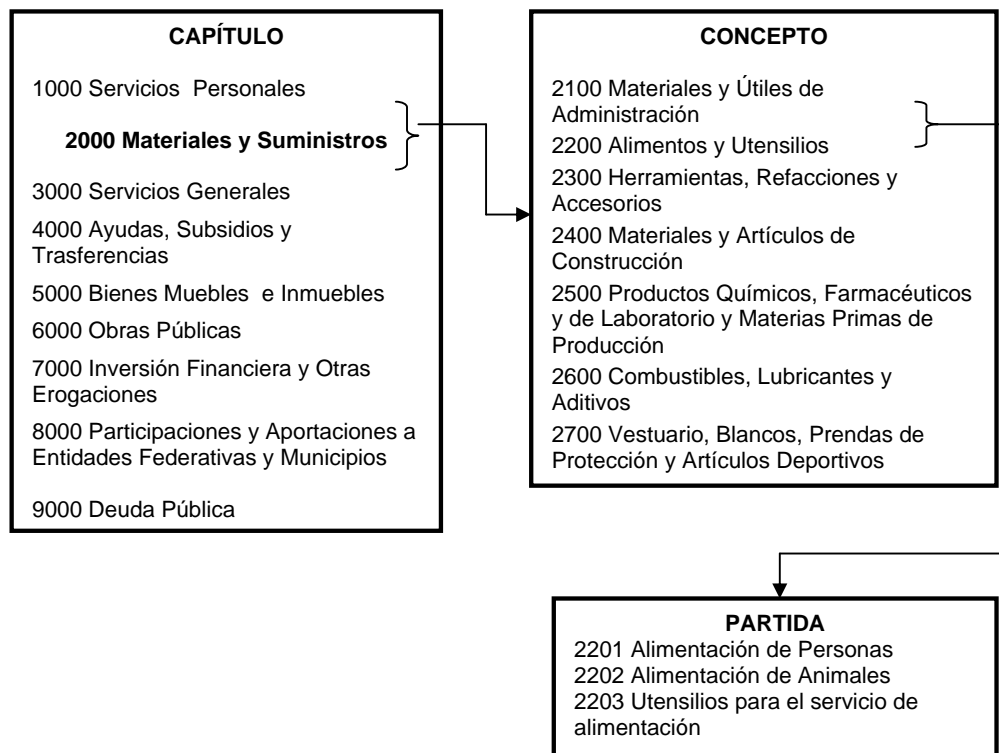 CAPÍTULO
1000 Servicios Personales
2000 Materiales y Suministros
3000 Servicios Generales
4000 Ayudas, Subsidios y
Trasferencias
5000 Bienes Muebles e Inmuebles
6000 Obras Públicas
7000 Inversión Financiera y Otras
Erogaciones
8000 Participaciones y Aportaciones a
Entidades Federativas y Municipios
9000 Deuda Pública
CONCEPTO
2100 Materiales y Útiles de
Administración
2200 Alimentos y Utensilios
2300 Herramientas, Refacciones y
Accesorios
2400 Materiales y Artículos de
Construcción
2500 Productos Químicos, Farmacéuticos
y de Laboratorio y Materias Primas de
Producción
2600 Combustibles, Lubricantes y
Aditivos
2700 Vestuario, Blancos, Prendas de
Protección y Artículos Deportivos
PARTIDA
2201 Alimentación de Personas
2202 Alimentación de Animales
2203 Utensilios para el servicio de
alimentación